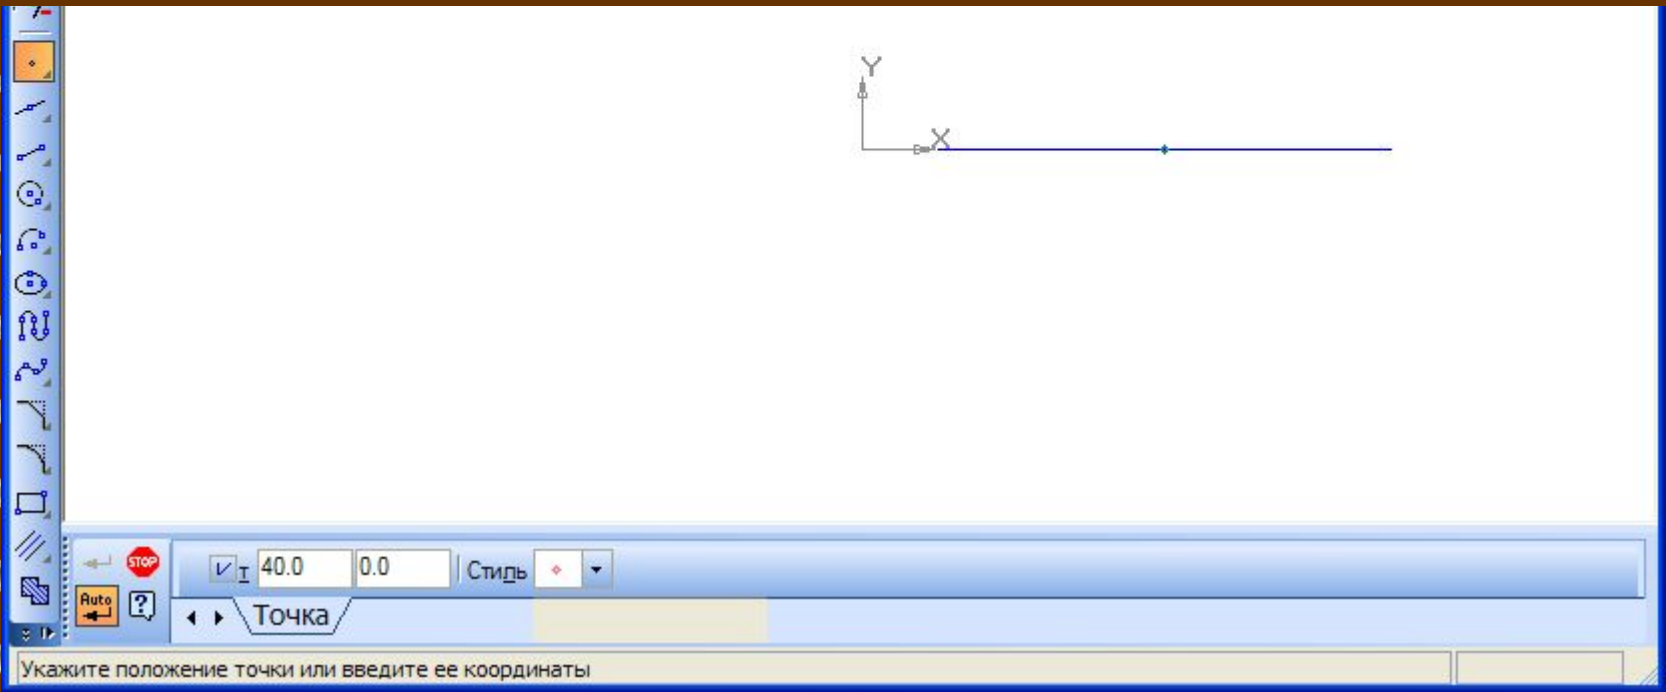 Y
X
STOP
т 40.0 0.0 Стиль
Auto
?
Точка
Укажите положение точки или введите ее координаты